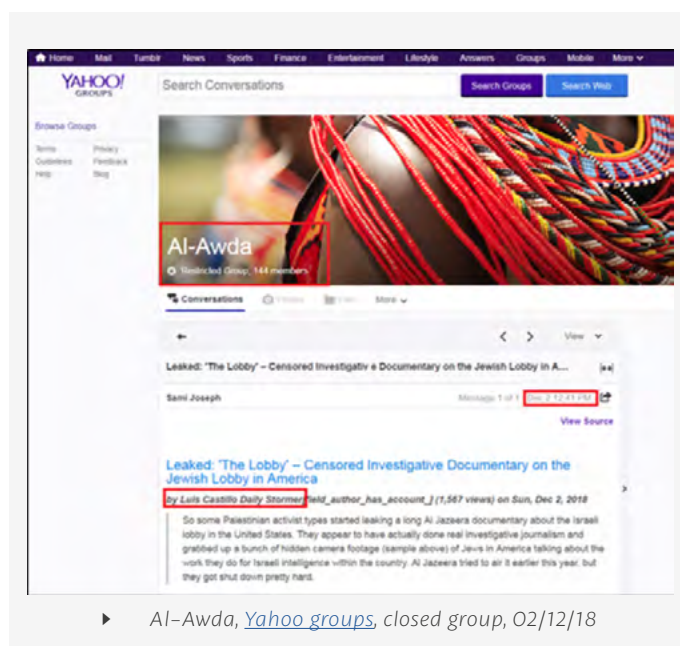 Home Mail Tumblr News Sports Finance Entertainment Lifestyle Answers Groups Mobile More
YAHOO!
GROUPS
Search Conversations
Search Groups
Search Web
Browse Groups
Terms Privacy
Guidelines Feedback
Help Blog
Al-Awda
Restricted Group, 144 members
Conversations
More
View
Leaked: 'The Lobby' – Censored Investigativ e Documentary on the Jewish Lobby in A...
Sami Joseph
Message 1 of 1 Dec 2 12:41 PM
View Source
Leaked: 'The Lobby' – Censored Investigative Documentary on the
Jewish Lobby in America
by Luis Castillo Daily Stormer field_author_has_account_] (1,567 views) on Sun, Dec 2, 2018
So some Palestinian activist types started leaking a long Al Jazeera documentary about the Israeli
lobby in the United States. They appear to have actually done real investigative journalism and
grabbed up a bunch of hidden camera footage (sample above) of Jews in America talking about the
work they do for Israeli intelligence within the country. Al Jazeera tried to air it earlier this year, but
they got shut down pretty hard.
Al-Awda, Yahoo groups, closed group, 02/12/18